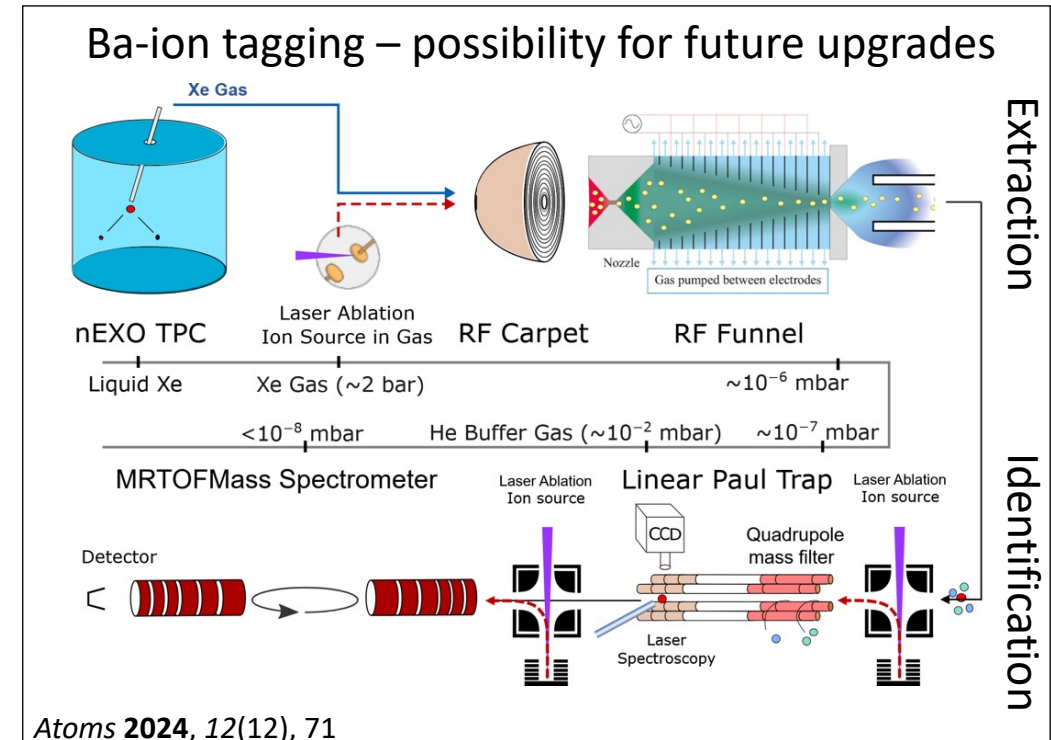 Ba-ion tagging – possibility for future upgrades
Xe Gas
Extraction
Nozzle
Gas pumped between electrodes
Laser Ablation
Ion Source in Gas
nEXO TPC
RF Carpet
RF Funnel
Liquid Xe
Xe Gas (~2 bar)
~10⁻⁶ mbar
<10⁻⁸ mbar
He Buffer Gas (~10⁻² mbar)
~10⁻⁷ mbar
Identification
MRTOFMass Spectrometer
Laser Ablation
Ion source
Linear Paul Trap
Laser Ablation
Ion source
CCD
Quadrupole
mass filter
Detector
Laser
Spectroscopy
Atoms 2024, 12(12), 71